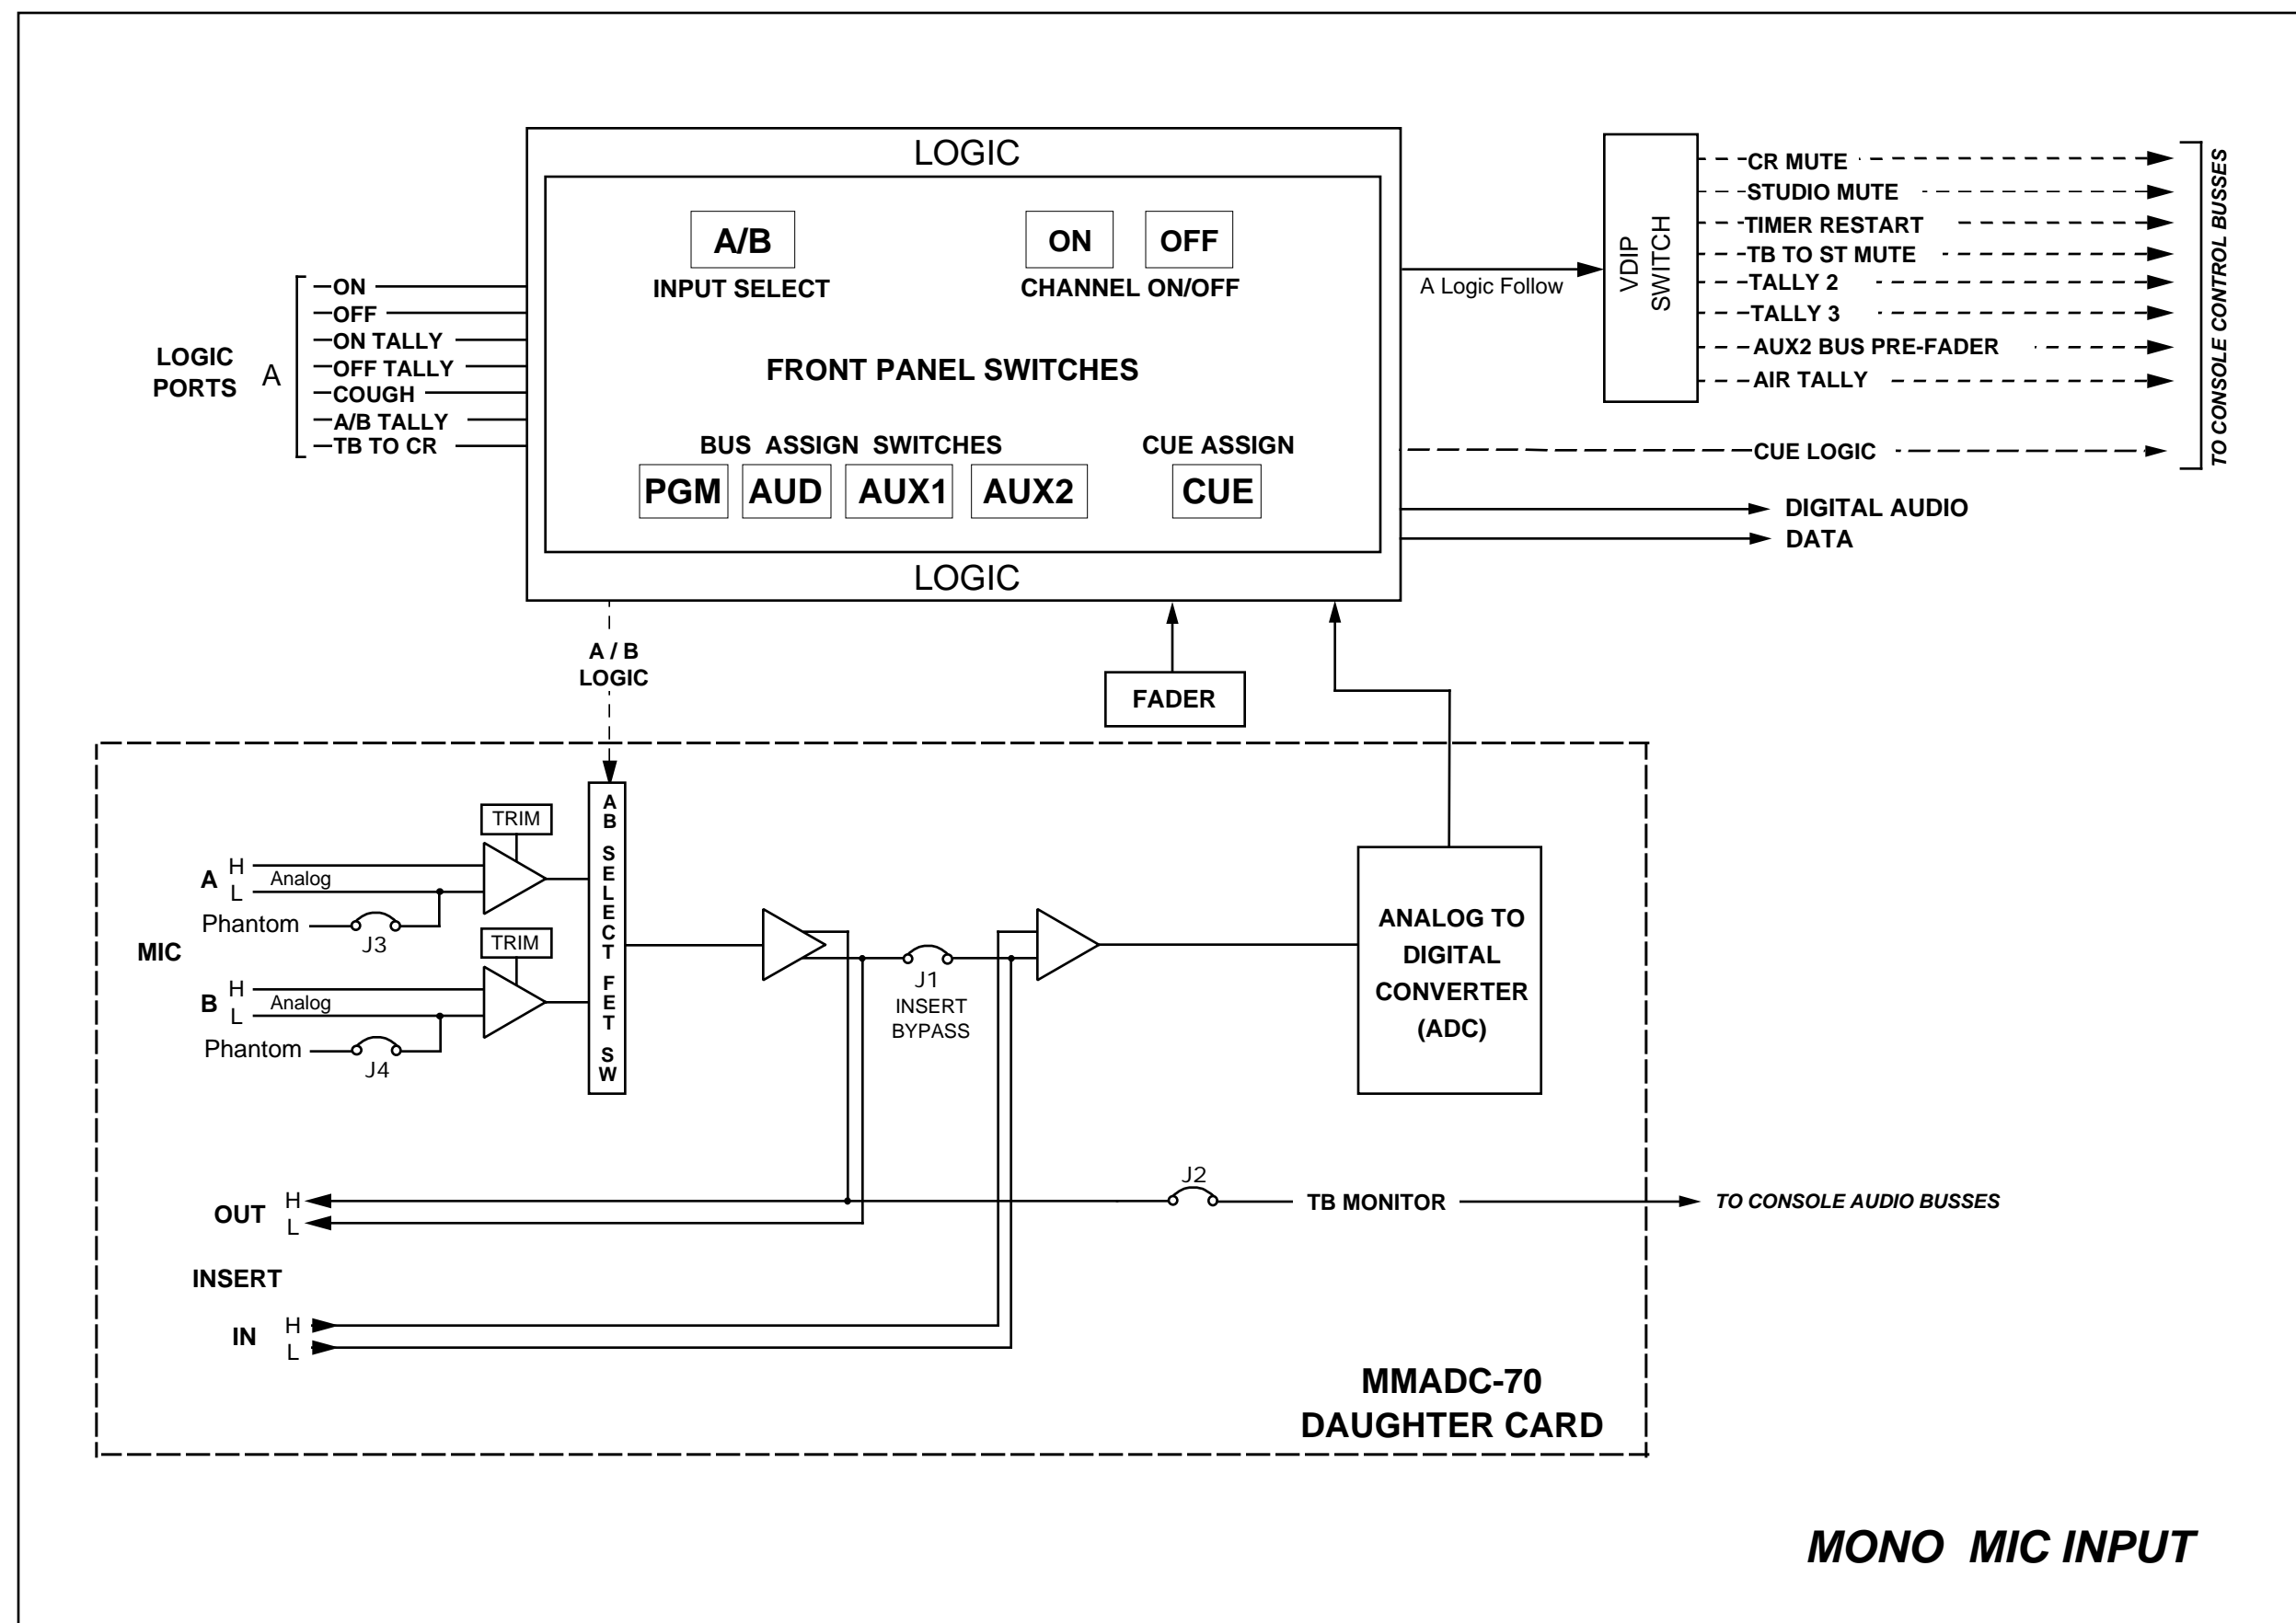 LOGIC
A/B
ON
OFF
INPUT SELECT
CHANNEL ON/OFF
FRONT PANEL SWITCHES
BUS ASSIGN SWITCHES
CUE ASSIGN
PGM
AUD
AUX1
AUX2
CUE
LOGIC
LOGIC
PORTS
A
ON
OFF
ON TALLY
OFF TALLY
COUGH
A/B TALLY
TB TO CR
A Logic Follow
VDIP
SWITCH
CR MUTE
STUDIO MUTE
TIMER RESTART
TB TO ST MUTE
TALLY 2
TALLY 3
AUX2 BUS PRE-FADER
AIR TALLY
CUE LOGIC
TO CONSOLE CONTROL BUSSES
DIGITAL AUDIO
DATA
A / B
LOGIC
FADER
TRIM
A
H
Analog
L
Phantom
J3
MIC
TRIM
B
H
Analog
L
Phantom
J4
AB SELECT FET SW
J1
INSERT
BYPASS
ANALOG TO
DIGITAL
CONVERTER
(ADC)
J2
OUT
H
L
TB MONITOR
TO CONSOLE AUDIO BUSSES
INSERT
IN
H
L
MMADC-70
DAUGHTER CARD
MONO MIC INPUT